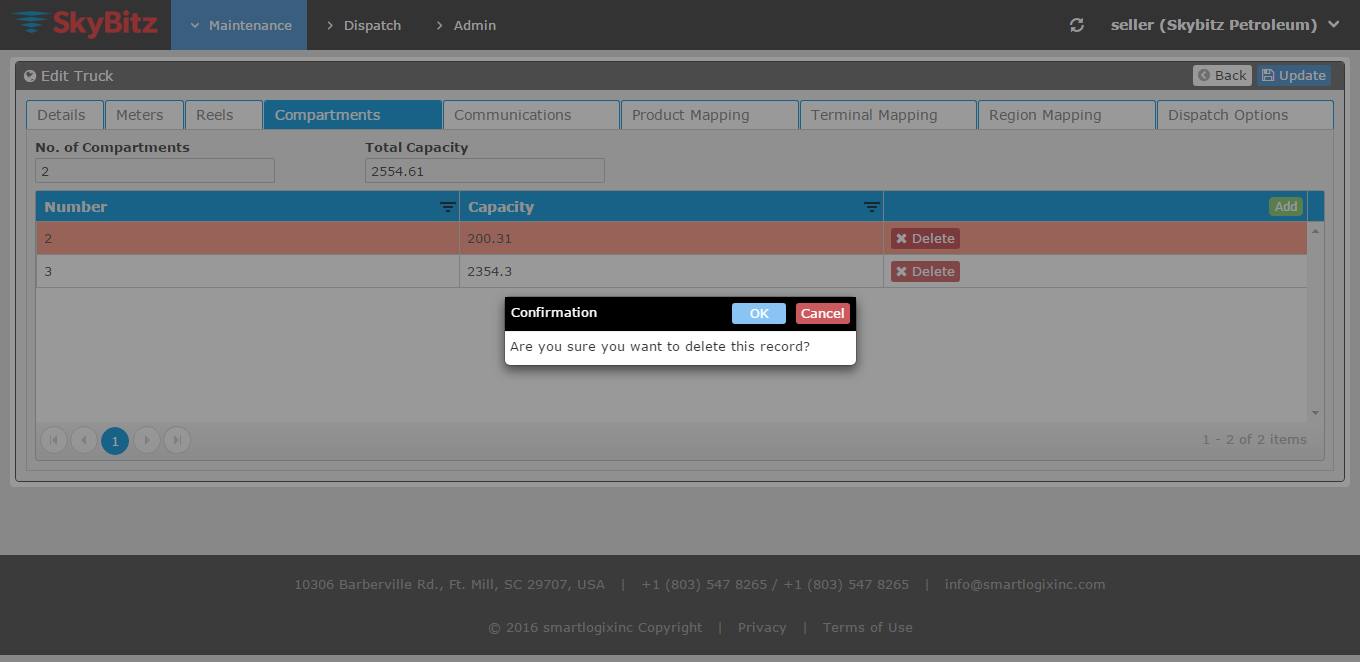 SkyBitz Maintenance Dispatch Admin seller (Skybitz Petroleum)
Edit Truck Back Update
Details Meters Reels Compartments Communications Product Mapping Terminal Mapping Region Mapping Dispatch Options
No. of Compartments Total Capacity
2 2554.61
Number Capacity Add
2 200.31 Delete
3 2354.3 Delete
Confirmation OK Cancel
Are you sure you want to delete this record?
1 1 - 2 of 2 items
10306 Barberville Rd., Ft. Mill, SC 29707, USA | +1 (803) 547 8265 / +1 (803) 547 8265 | info@smartlogixinc.com
© 2016 smartlogixinc Copyright | Privacy | Terms of Use